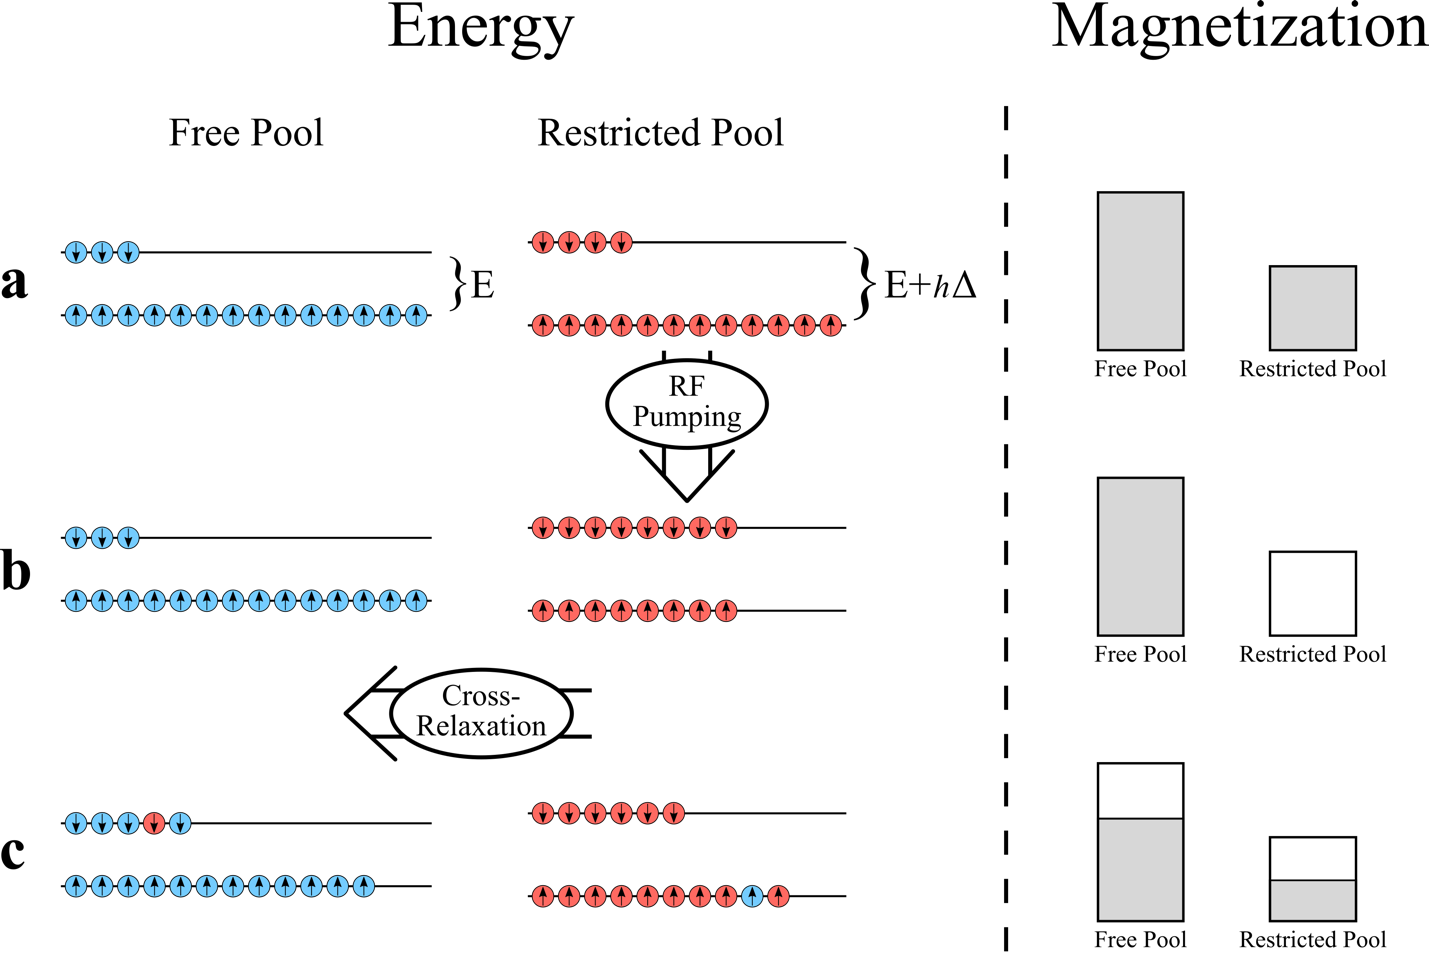 Energy
Magnetization
Free Pool
Restricted Pool
a
E
E+hΔ
Free Pool
Restricted Pool
RF
Pumping
b
Free Pool
Restricted Pool
Cross-
Relaxation
c
Free Pool
Restricted Pool